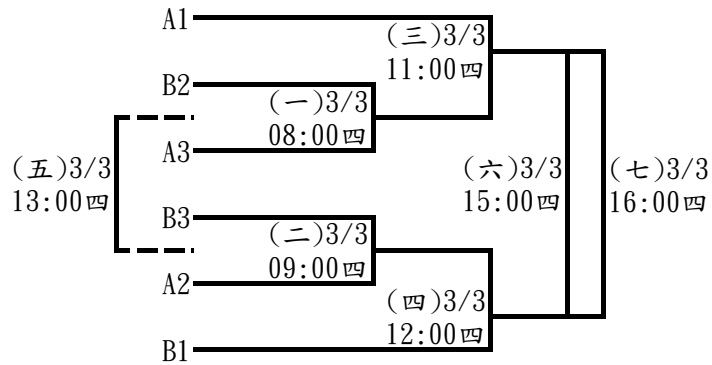 A1
(三)3/3
11:00四
B2
(一)3/3
08:00四
A3
(五)3/3
13:00四
(六)3/3
15:00四
(七)3/3
16:00四
B3
(二)3/3
09:00四
A2
(四)3/3
12:00四
B1